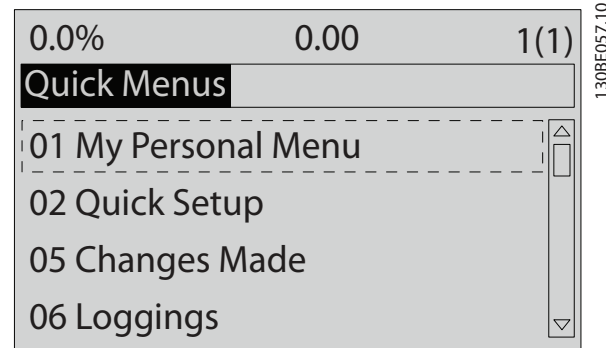 0.0% 0.00 1(1)
Quick Menus
01 My Personal Menu
02 Quick Setup
05 Changes Made
06 Loggings
130BF057.10